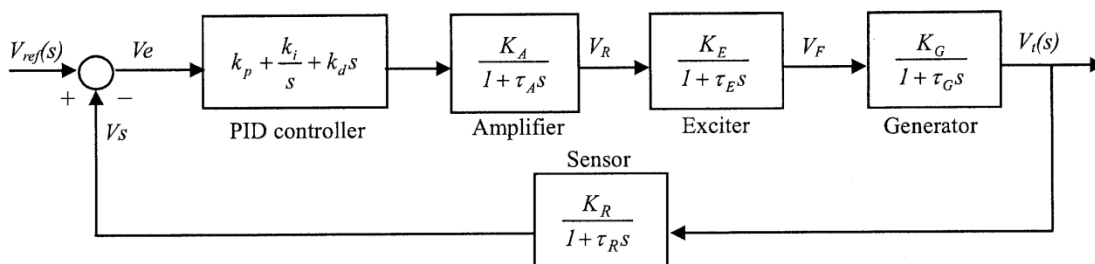 V_ref(s)
Ve
+
−
Vs
k_p + k_i/s + k_d s
PID controller
K_A
1 + τ_A s
Amplifier
V_R
K_E
1 + τ_E s
Exciter
V_F
K_G
1 + τ_G s
Generator
V_t(s)
Sensor
K_R
1 + τ_R s